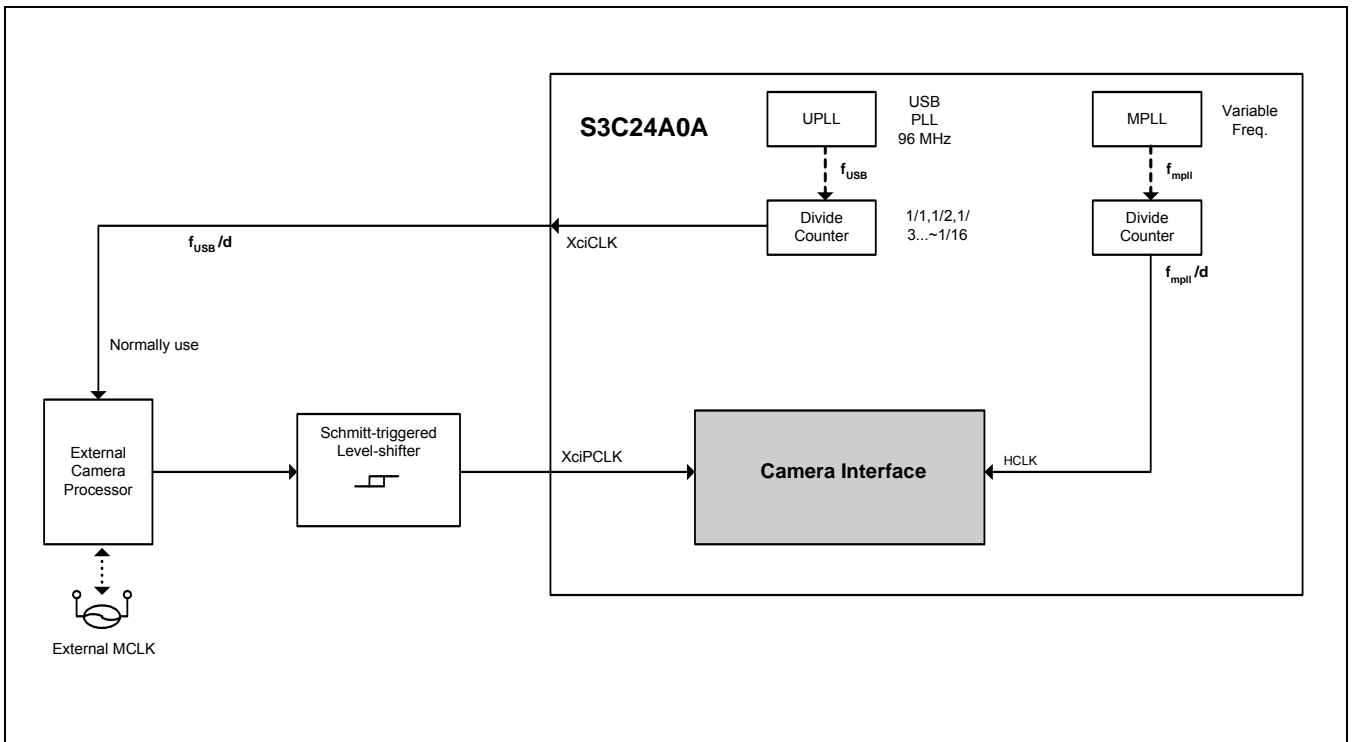 S3C24A0A
UPLL
USB
PLL
96 MHz
MPLL
Variable
Freq.
fUSB
fmpll
Divide
Counter
1/1,1/2,1/
3...~1/16
Divide
Counter
fUSB/d
XciCLK
fmpll/d
Normally use
External
Camera
Processor
Schmitt-triggered
Level-shifter
XciPCLK
Camera Interface
HCLK
External MCLK